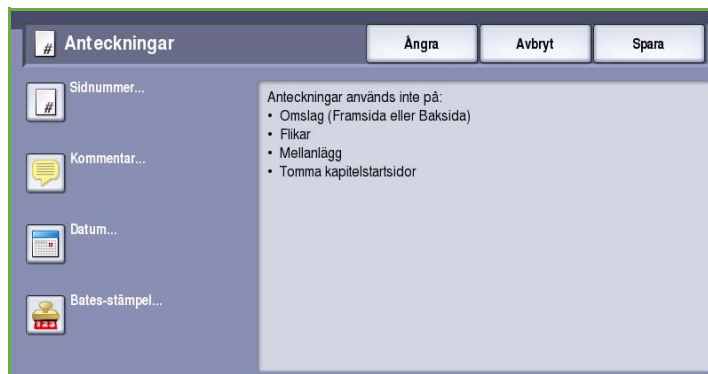 Anteckningar
Ångra
Avbryt
Spara
Sidnummer...
Kommentar...
Datum...
Bates-stämpel...
Anteckningar används inte på:
• Omslag (Framsida eller Baksida)
• Flikar
• Mellanlägg
• Tomma kapitelstartsidor